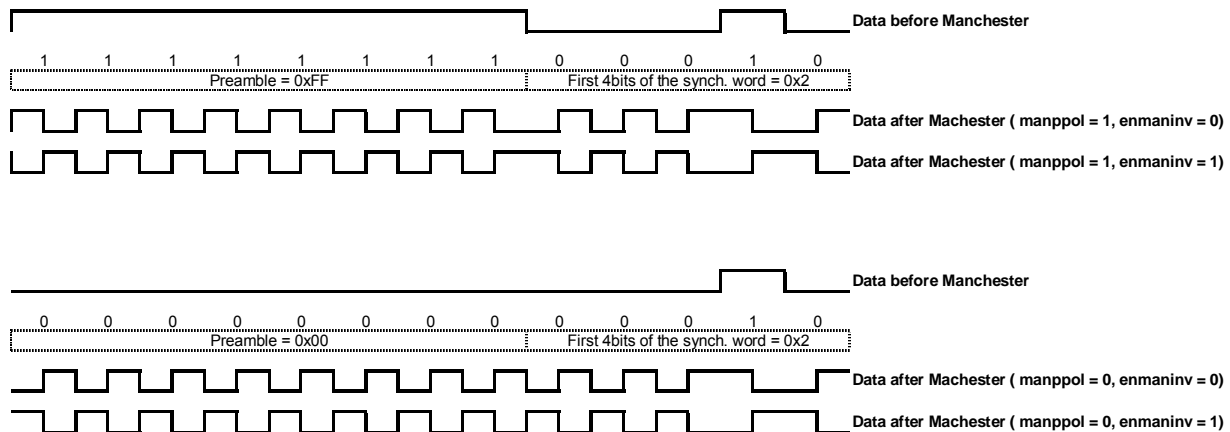 Data before Manchester
1 1 1 1 1 1 1 1 0 0 0 1 0
Preamble = 0xFF First 4bits of the synch. word = 0x2
Data after Machester ( manppol = 1, enmaninv = 0)
Data after Machester ( manppol = 1, enmaninv = 1)
Data before Manchester
0 0 0 0 0 0 0 0 0 0 0 1 0
Preamble = 0x00 First 4bits of the synch. word = 0x2
Data after Machester ( manppol = 0, enmaninv = 0)
Data after Machester ( manppol = 0, enmaninv = 1)